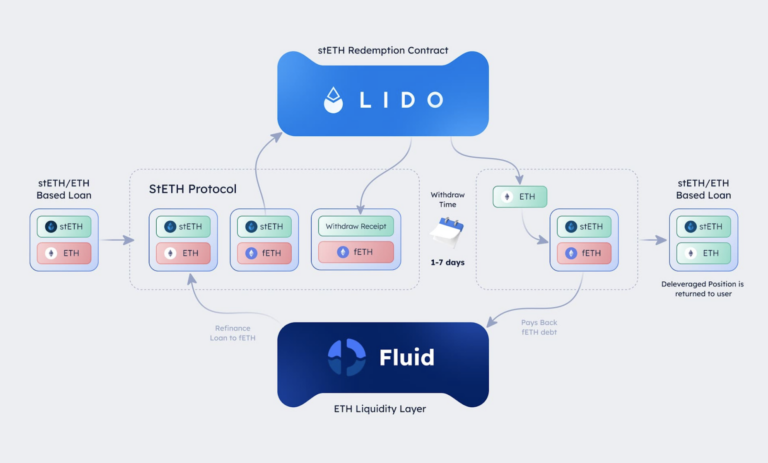 stETH Redemption Contract
LIDO
stETH/ETH
Based Loan
stETH
ETH
StETH Protocol
stETH
ETH
stETH
fETH
Withdraw Receipt
fETH
Withdraw
Time
1-7 days
ETH
stETH
fETH
stETH/ETH
Based Loan
stETH
ETH
Deleveraged Position is
returned to user
Refinance
Loan to fETH
Pays Back
fETH debt
Fluid
ETH Liquidity Layer